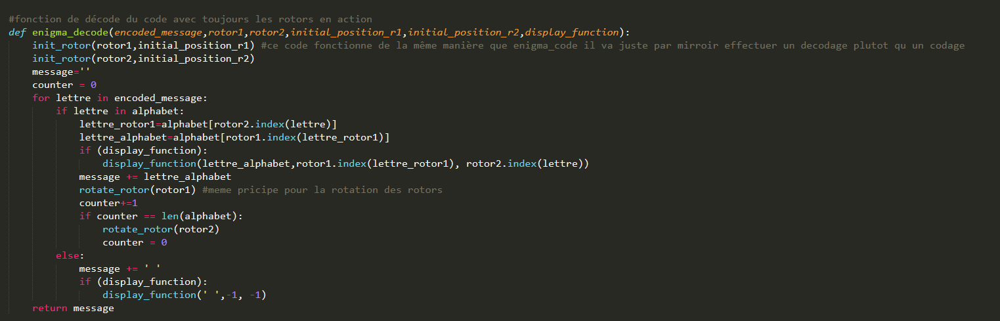 #fonction de décode du code avec toujours les rotors en action
def enigma_decode(encoded_message,rotor1,rotor2,initial_position_r1,initial_position_r2,display_function):
    init_rotor(rotor1,initial_position_r1) #ce code fonctionne de la même manière que enigma_code il va juste par mirroir effectuer un decodage plutot qu un codage
    init_rotor(rotor2,initial_position_r2)
    message=''
    counter = 0
    for lettre in encoded_message:
        if lettre in alphabet:
            lettre_rotor1=alphabet[rotor2.index(lettre)]
            lettre_alphabet=alphabet[rotor1.index(lettre_rotor1)]
            if (display_function):
                display_function(lettre_alphabet,rotor1.index(lettre_rotor1), rotor2.index(lettre))
            message += lettre_alphabet
            rotate_rotor(rotor1) #meme pricipe pour la rotation des rotors
            counter+=1
            if counter == len(alphabet):
                rotate_rotor(rotor2)
                counter = 0
        else:
            message += ' '
            if (display_function):
                display_function(' ',-1, -1)
    return message